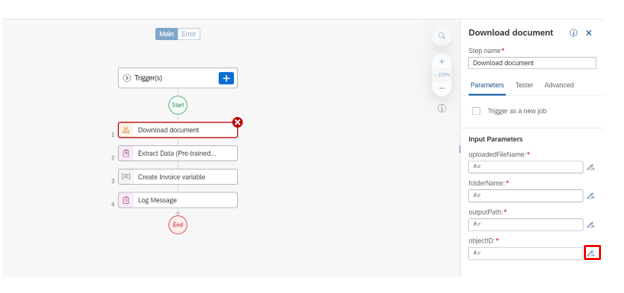 Main Error
Trigger(s)
Start
1 Download document
2 Extract Data (Pre-trained...
3 Create Invoice variable
4 Log Message
End
+
100%
−
Download document
Step name*
Download document
Parameters Tester Advanced
Trigger as a new job
Input Parameters
uploadedFileName: *
folderName: *
outputPath: *
objectID: *